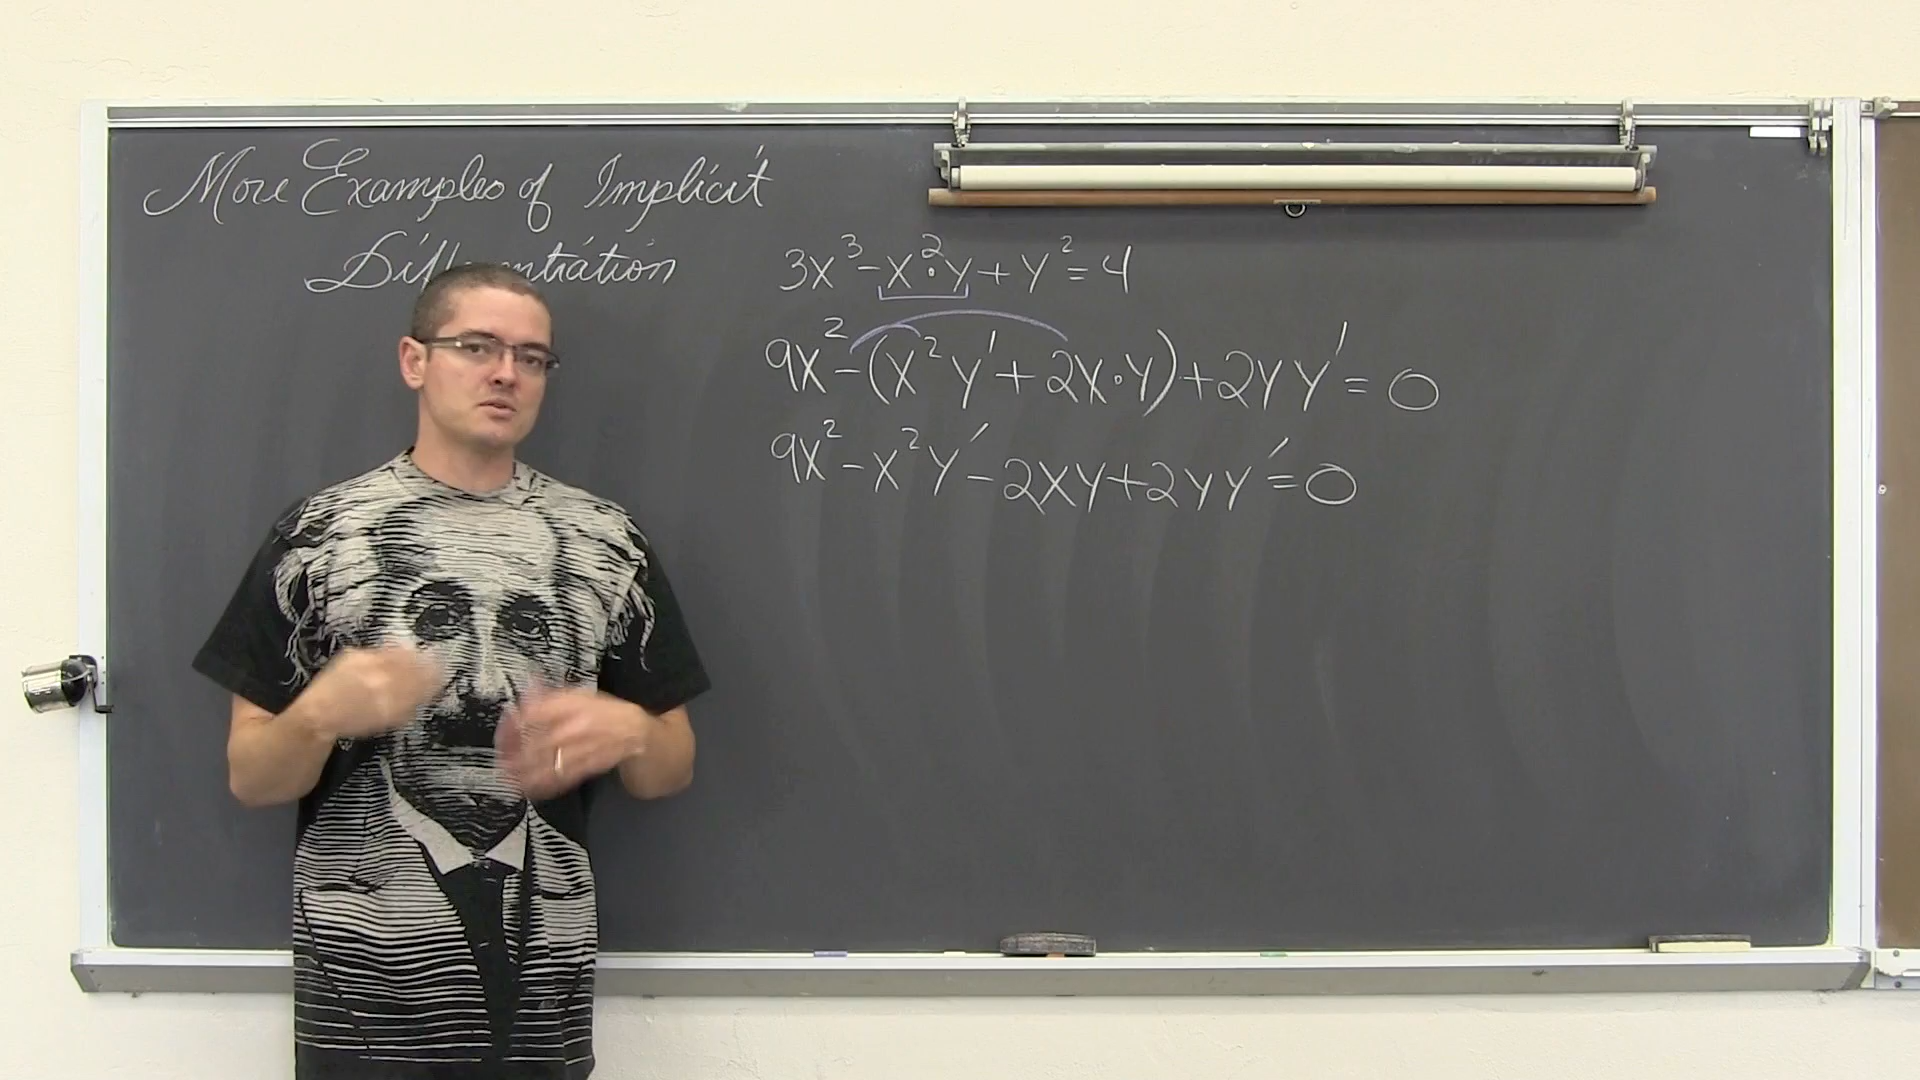 More Examples of Implicit
Differentiation
3x³-x²·y+y²=4
9x²-(x²y'+2x·y)+2yy'=0
9x²-x²y'-2xy+2yy'=0